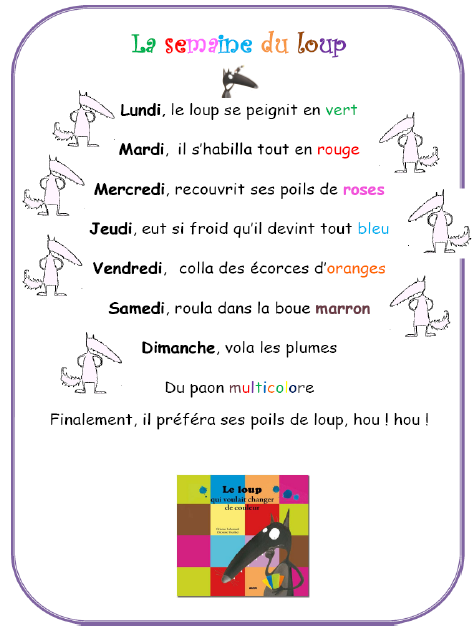 La semaine du loup
Lundi, le loup se peignit en vert
Mardi, il s'habilla tout en rouge
Mercredi, recouvrit ses poils de roses
Jeudi, eut si froid qu'il devint tout bleu
Vendredi, colla des écorces d'oranges
Samedi, roula dans la boue marron
Dimanche, vola les plumes
Du paon multicolore
Finalement, il préféra ses poils de loup, hou ! hou !
Le loup
qui voulait changer
de couleur